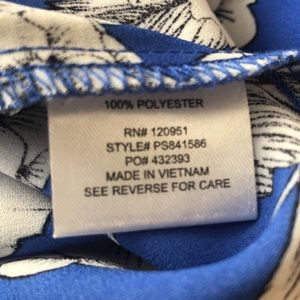 100% POLYESTER
RN# 120951
STYLE# PS841586
PO# 432393
MADE IN VIETNAM
SEE REVERSE FOR CARE